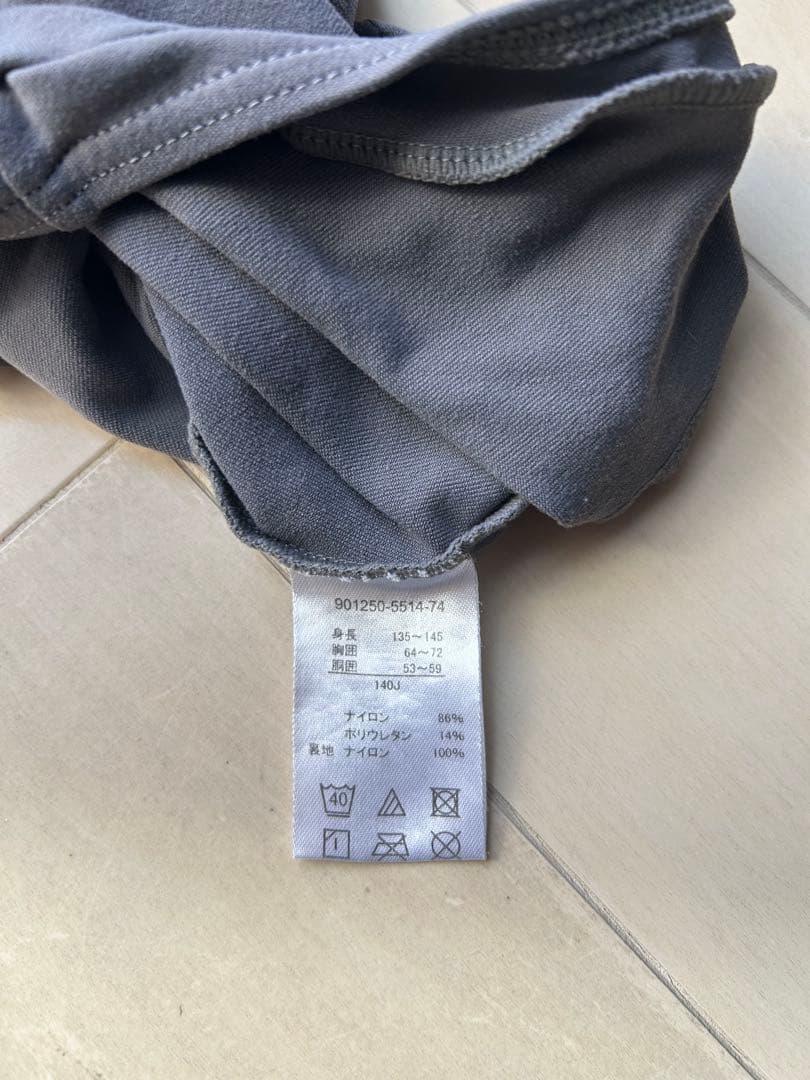 901250-5514-74
身長 135～145
胸囲 64～72
胴囲 53～59
140J
ナイロン 86%
ポリウレタン 14%
裏地 ナイロン 100%
40